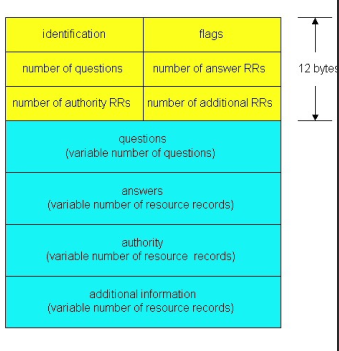 identification flags
number of questions number of answer RRs 12 bytes
number of authority RRs number of additional RRs
questions
(variable number of questions)
answers
(variable number of resource records)
authority
(variable number of resource records)
additional information
(variable number of resource records)